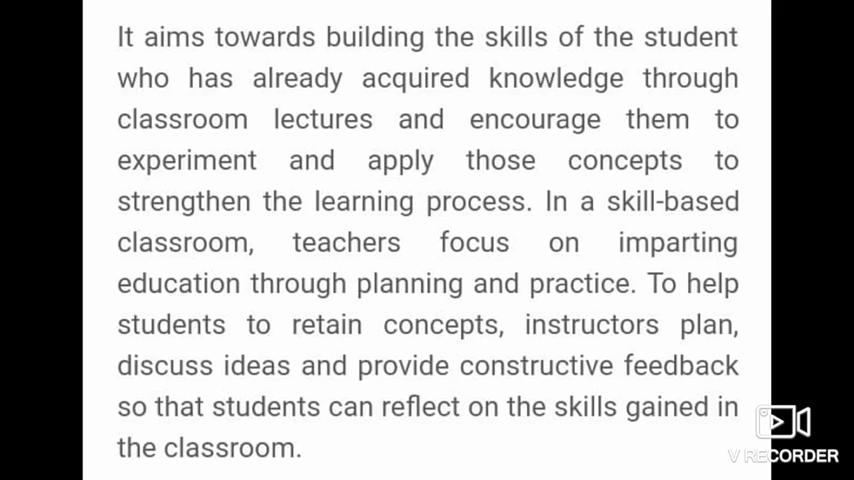 It aims towards building the skills of the student
who has already acquired knowledge through
classroom lectures and encourage them to
experiment and apply those concepts to
strengthen the learning process. In a skill-based
classroom, teachers focus on imparting
education through planning and practice. To help
students to retain concepts, instructors plan,
discuss ideas and provide constructive feedback
so that students can reflect on the skills gained in
the classroom.
V RECORDER